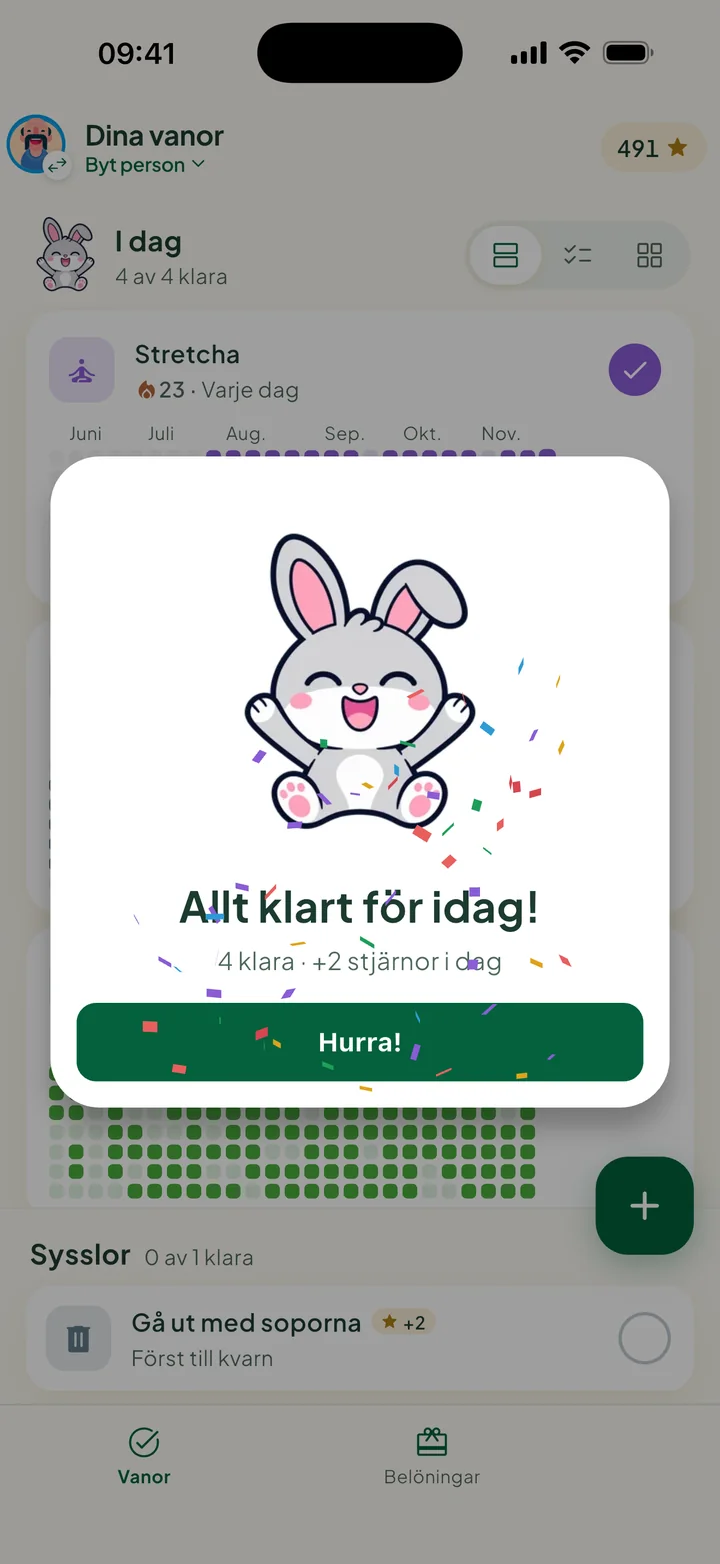 09:41
Dina vanor
Byt person
491
I dag
4 av 4 klara
Stretcha
23 · Varje dag
Juni Juli Aug. Sep. Okt. Nov.
Allt klart för idag!
4 klara · +2 stjärnor i dag
Hurra!
Sysslor 0 av 1 klara
Gå ut med soporna +2
Först till kvarn
Vanor Belöningar